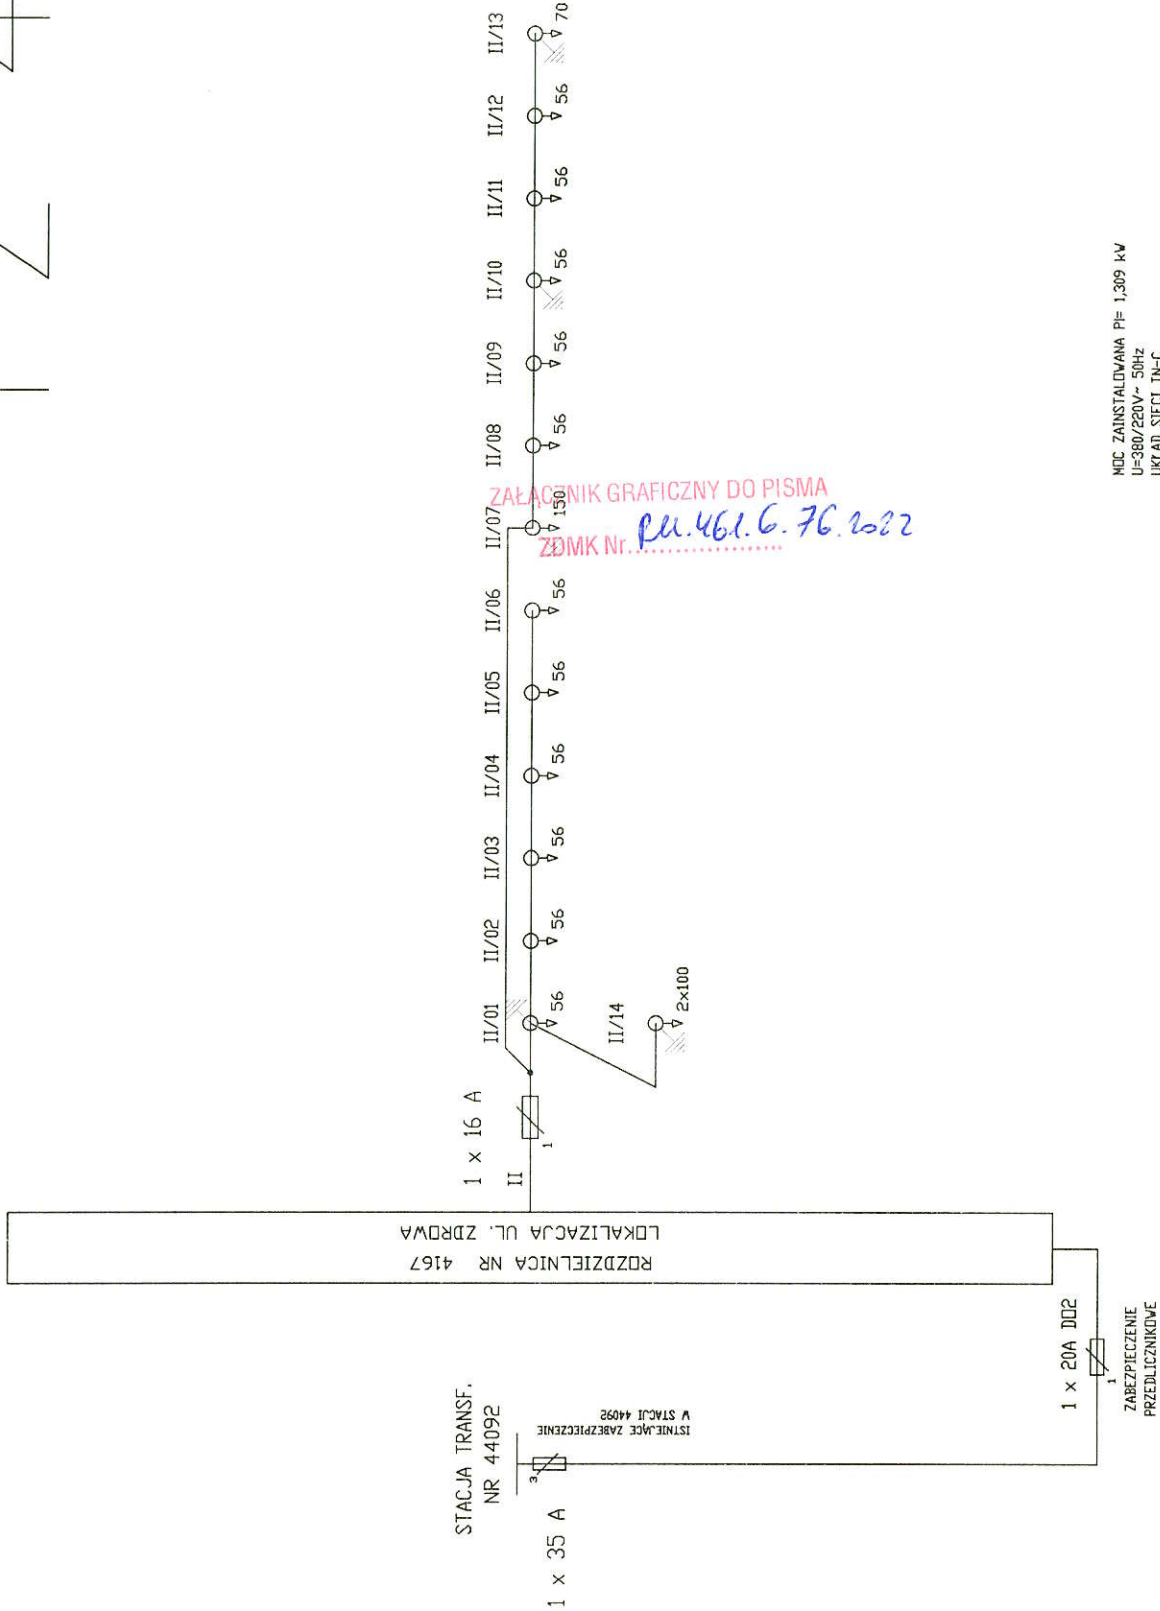 STACJA TRANSF.
NR 44092
1 x 35 A
3
ISTNIEJĄCE ZABEZPIECZENIE
W STACJI 44092
1 x 20A D02
1
ZABEZPIECZENIE
PRZEDLICZNIKOWE
ROZDZIELNICA NR 4167
LOKALIZACJA UL. ZDROWA
1 x 16 A
II
1
II/01
56
II/02
56
II/03
56
II/04
56
II/05
56
II/06
56
II/07
150
II/08
56
II/09
56
II/10
56
II/11
56
II/12
56
II/13
70
II/14
2x100
ZAŁĄCZNIK GRAFICZNY DO PISMA
ZDMK Nr. RU.461.6.76.2022
MOC ZAINSTALOWANA Pi= 1,309 kW
U=380/220V~ 50Hz
UKŁAD SIECI TN-C